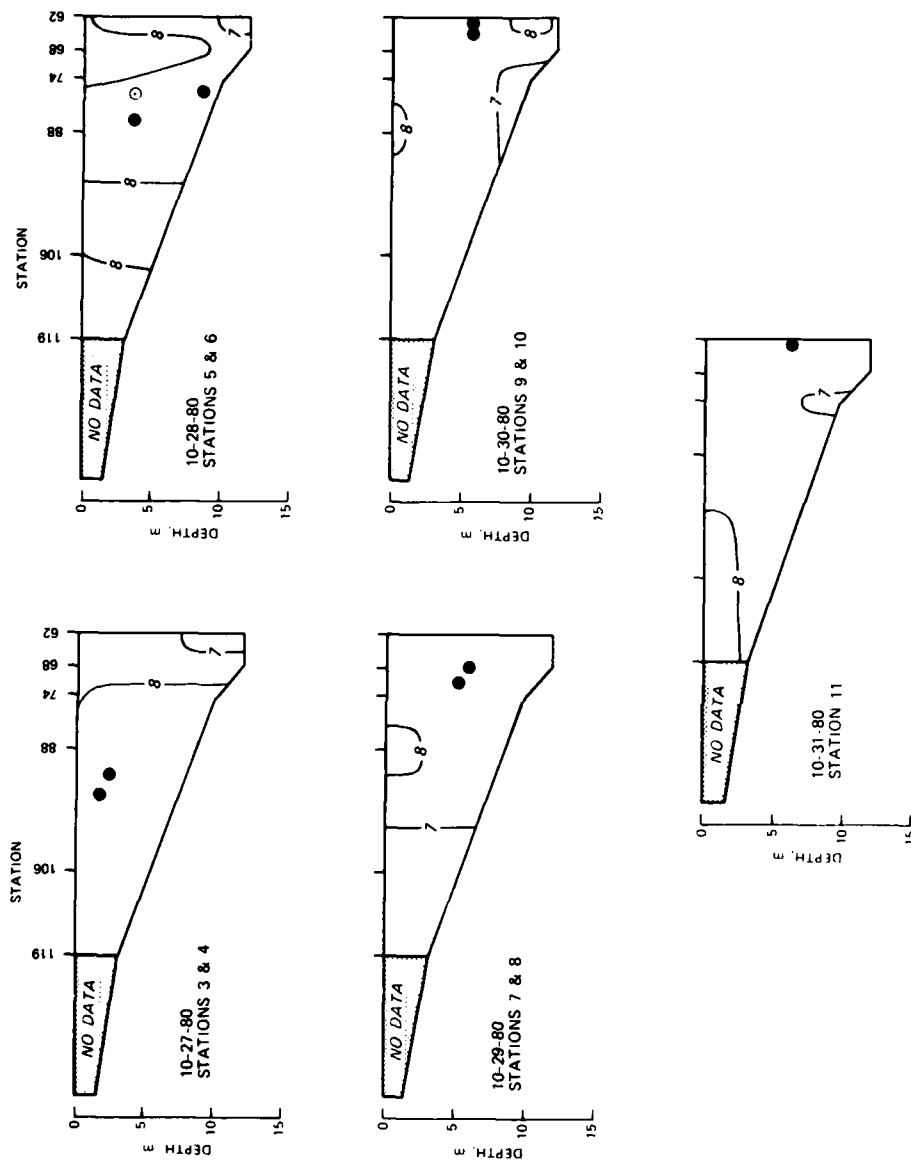 STATION
119 106 88 74 68 62
0
5
10
15
DEPTH, m
NO DATA
8
7
10-27-80
STATIONS 3 & 4
STATION
119 106 88 74 68 62
0
5
10
15
DEPTH, m
NO DATA
8
8
8
7
10-28-80
STATIONS 5 & 6
0
5
10
15
DEPTH, m
NO DATA
7
8
10-29-80
STATIONS 7 & 8
0
5
10
15
DEPTH, m
NO DATA
8
7
8
10-30-80
STATIONS 9 & 10
0
5
10
15
DEPTH, m
NO DATA
8
7
10-31-80
STATION 11